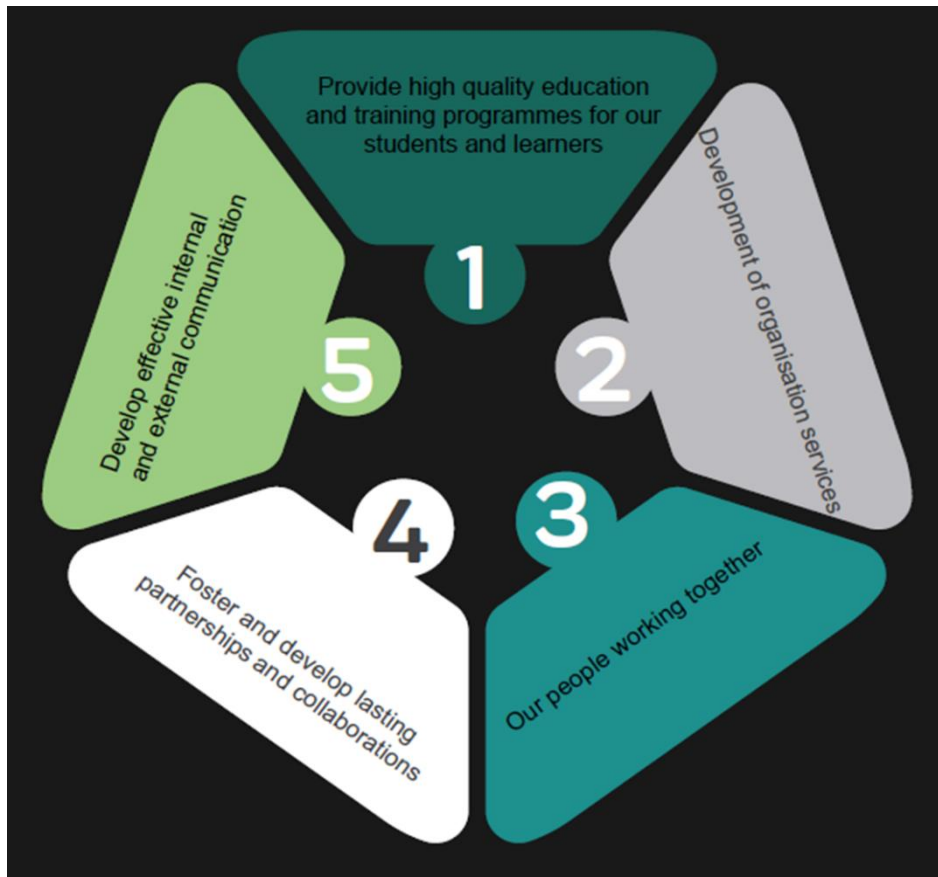 Provide high quality education
and training programmes for our
students and learners
1
Development of organisation services
2
Our people working together
3
Foster and develop lasting
partnerships and collaborations
4
Develop effective internal
and external communication
5